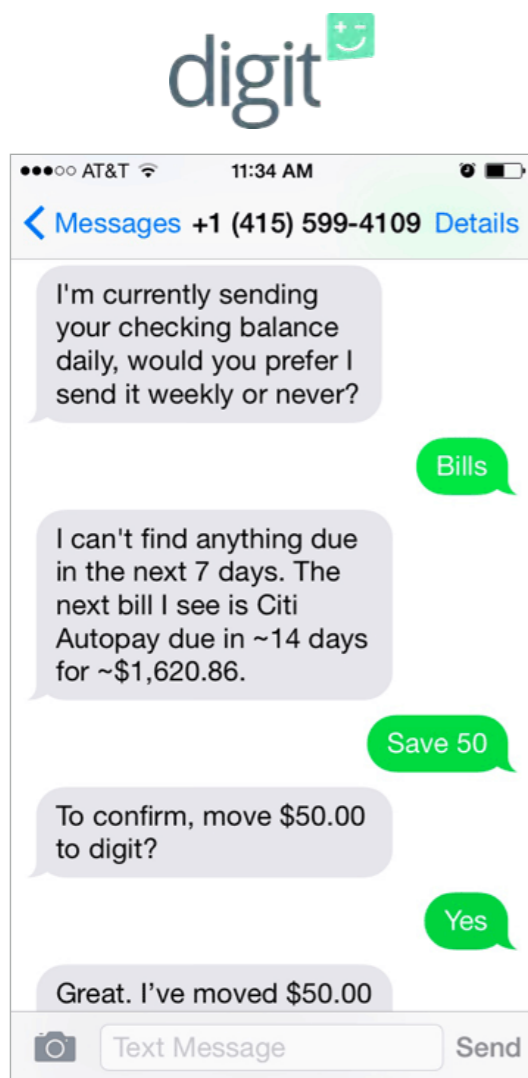 digit
AT&T 11:34 AM
Messages +1 (415) 599-4109 Details
I'm currently sending
your checking balance
daily, would you prefer I
send it weekly or never?
Bills
I can't find anything due
in the next 7 days. The
next bill I see is Citi
Autopay due in ~14 days
for ~$1,620.86.
Save 50
To confirm, move $50.00
to digit?
Yes
Great. I’ve moved $50.00
Text Message Send